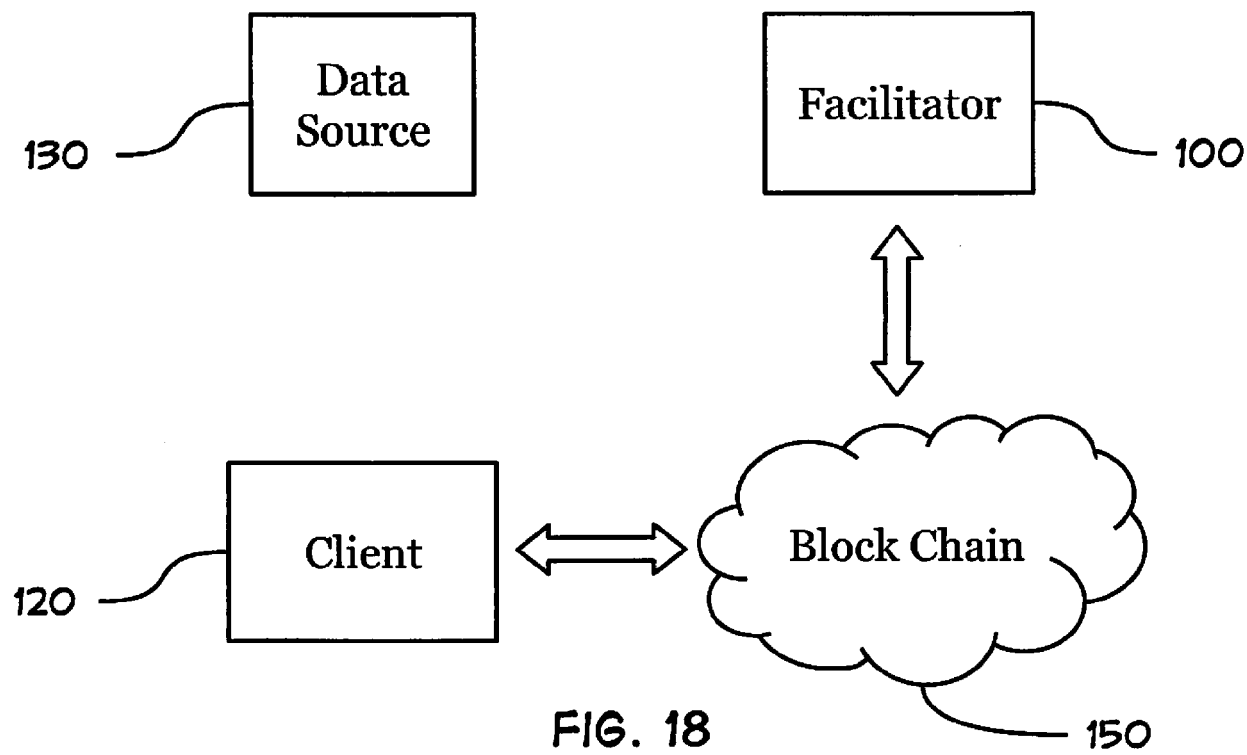 Data
Source
130
Facilitator
100
Client
120
Block Chain
150
FIG. 18